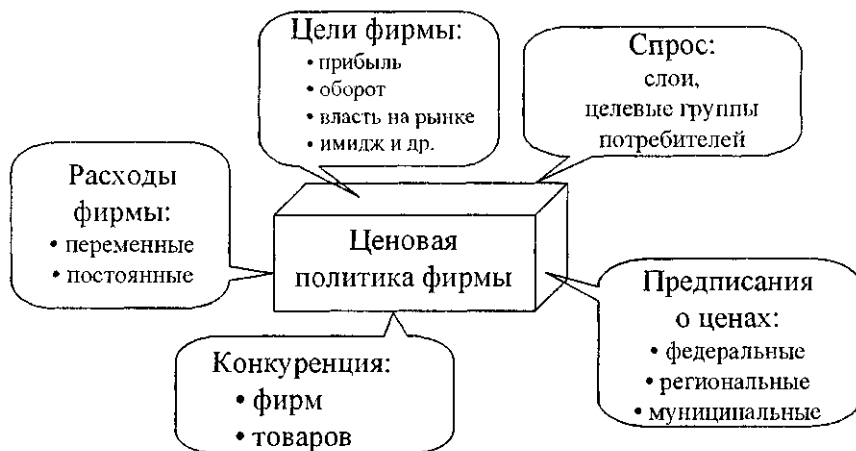 Цели фирмы:
• прибыль
• оборот
• власть на рынке
• имидж и др.
Спрос:
слои,
целевые группы
потребителей
Расходы
фирмы:
• переменные
• постоянные
Ценовая
политика фирмы
Предписания
о ценах:
• федеральные
• региональные
• муниципальные
Конкуренция:
• фирм
• товаров